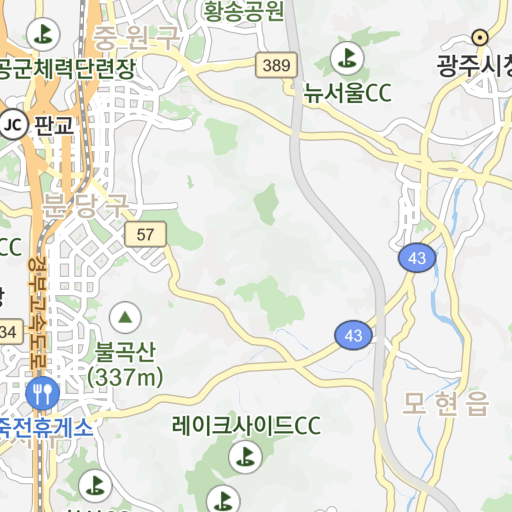 황송공원
중원구
공군체력단련장
389
뉴서울CC
광주시청
JC 판교
분당구
57
CC
43
경부고속도로
34
불곡산
(337m)
43
모현읍
죽전휴게소
레이크사이드CC